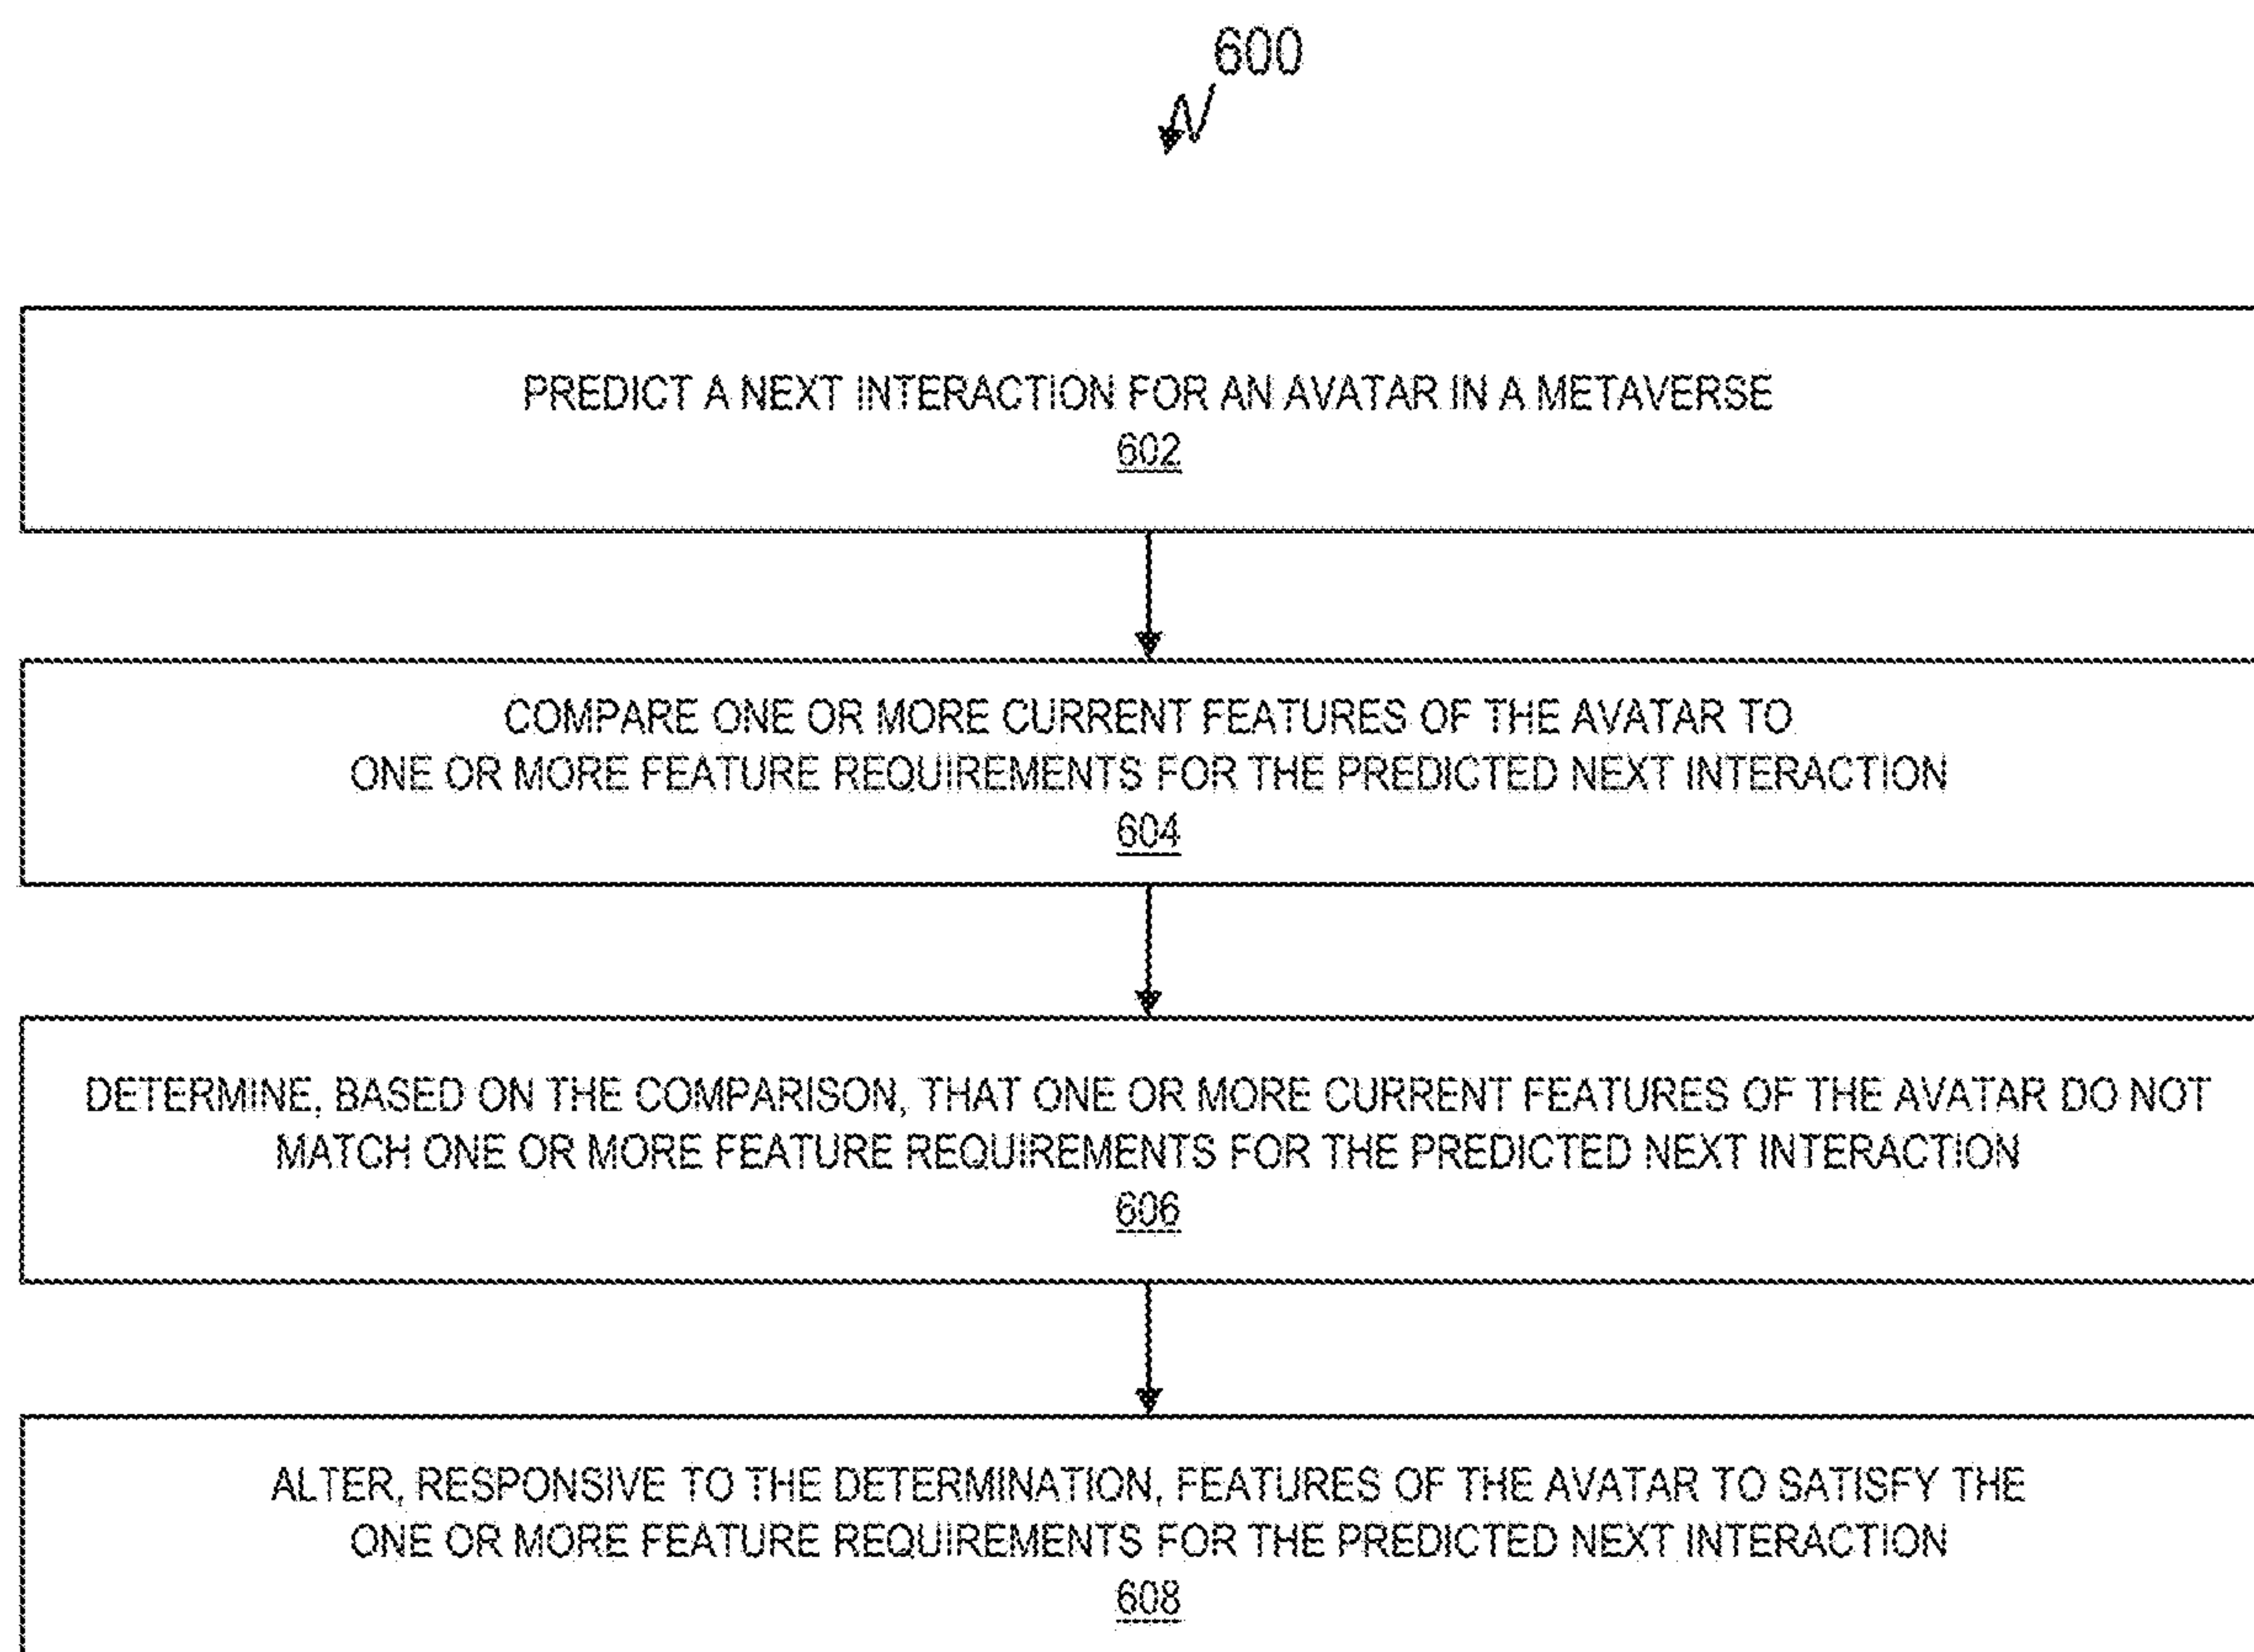 600
PREDICT A NEXT INTERACTION FOR AN AVATAR IN A METAVERSE
602
COMPARE ONE OR MORE CURRENT FEATURES OF THE AVATAR TO
ONE OR MORE FEATURE REQUIREMENTS FOR THE PREDICTED NEXT INTERACTION
604
DETERMINE, BASED ON THE COMPARISON, THAT ONE OR MORE CURRENT FEATURES OF THE AVATAR DO NOT
MATCH ONE OR MORE FEATURE REQUIREMENTS FOR THE PREDICTED NEXT INTERACTION
606
ALTER, RESPONSIVE TO THE DETERMINATION, FEATURES OF THE AVATAR TO SATISFY THE
ONE OR MORE FEATURE REQUIREMENTS FOR THE PREDICTED NEXT INTERACTION
608